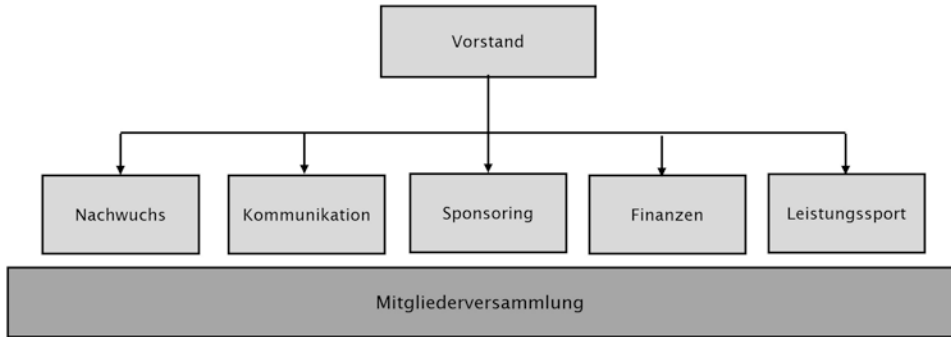 Vorstand
Nachwuchs
Kommunikation
Sponsoring
Finanzen
Leistungssport
Mitgliederversammlung